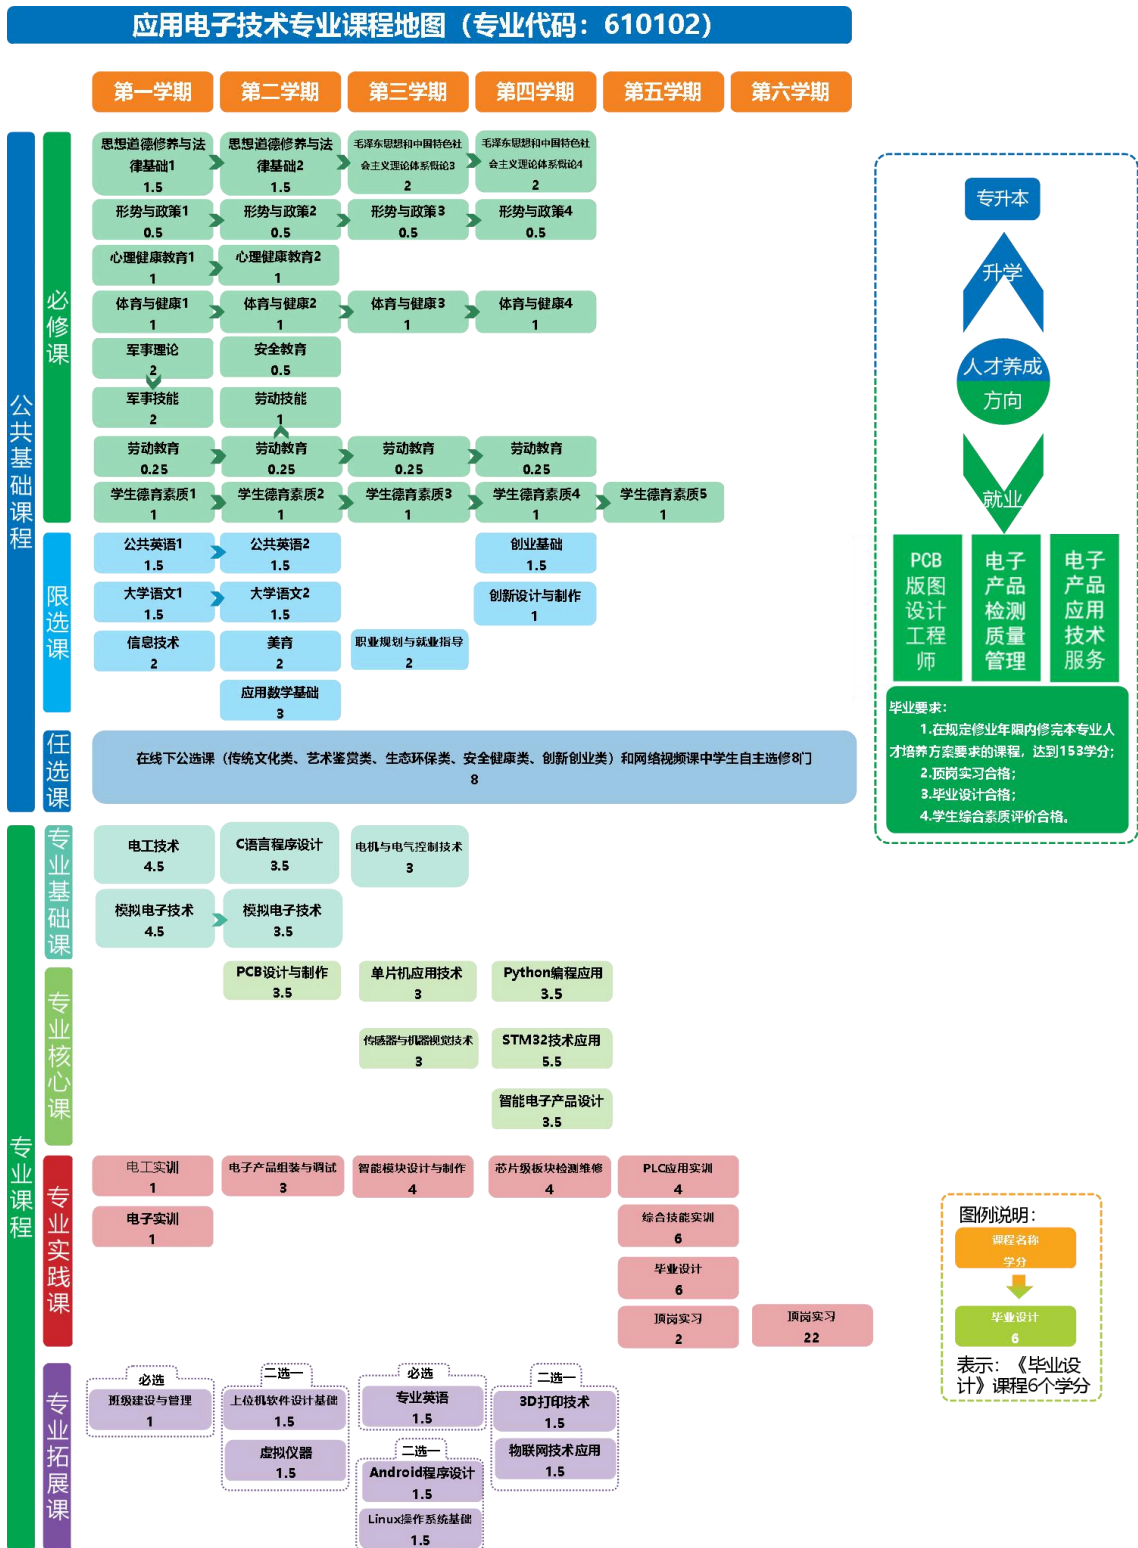 应用电子技术专业课程地图（专业代码：610102）
第一学期
第二学期
第三学期
第四学期
第五学期
第六学期
公共基础课程
必修课
思想道德修养与法
律基础1
1.5
思想道德修养与法
律基础2
1.5
毛泽东思想和中国特色社
会主义理论体系概论3
2
毛泽东思想和中国特色社
会主义理论体系概论4
2
形势与政策1
0.5
形势与政策2
0.5
形势与政策3
0.5
形势与政策4
0.5
心理健康教育1
1
心理健康教育2
1
体育与健康1
1
体育与健康2
1
体育与健康3
1
体育与健康4
1
军事理论
2
安全教育
0.5
军事技能
2
劳动技能
1
劳动教育
0.25
劳动教育
0.25
劳动教育
0.25
劳动教育
0.25
学生德育素质1
1
学生德育素质2
1
学生德育素质3
1
学生德育素质4
1
学生德育素质5
1
限选课
公共英语1
1.5
公共英语2
1.5
创业基础
1.5
大学语文1
1.5
大学语文2
1.5
创新设计与制作
1
信息技术
2
美育
2
职业规划与就业指导
2
应用数学基础
3
任选课
在线下公选课（传统文化类、艺术鉴赏类、生态环保类、安全健康类、创新创业类）和网络视频课中学生自主选修8门
8
专业课程
专业基础课
电工技术
4.5
C语言程序设计
3.5
电机与电气控制技术
3
模拟电子技术
4.5
模拟电子技术
3.5
专业核心课
PCB设计与制作
3.5
单片机应用技术
3
Python编程应用
3.5
传感器与机器视觉技术
3
STM32技术应用
5.5
智能电子产品设计
3.5
专业实践课
电工实训
1
电子产品组装与调试
3
智能模块设计与制作
4
芯片级板块检测维修
4
PLC应用实训
4
电子实训
1
综合技能实训
6
毕业设计
6
顶岗实习
2
顶岗实习
22
专业拓展课
必选
班级建设与管理
1
二选一
上位机软件设计基础
1.5
虚拟仪器
1.5
必选
专业英语
1.5
二选一
Android程序设计
1.5
Linux操作系统基础
1.5
二选一
3D打印技术
1.5
物联网技术应用
1.5
专升本
升学
人才养成
方向
就业
PCB
版图
设计
工程
师
电子
产品
检测
质量
管理
电子
产品
应用
技术
服务
毕业要求：
1.在规定修业年限内修完本专业人
才培养方案要求的课程，达到153学分；
2.顶岗实习合格；
3.毕业设计合格；
4.学生综合素质评价合格。
图例说明：
课程名称
学分
毕业设计
6
表示：《毕业设
计》课程6个学分